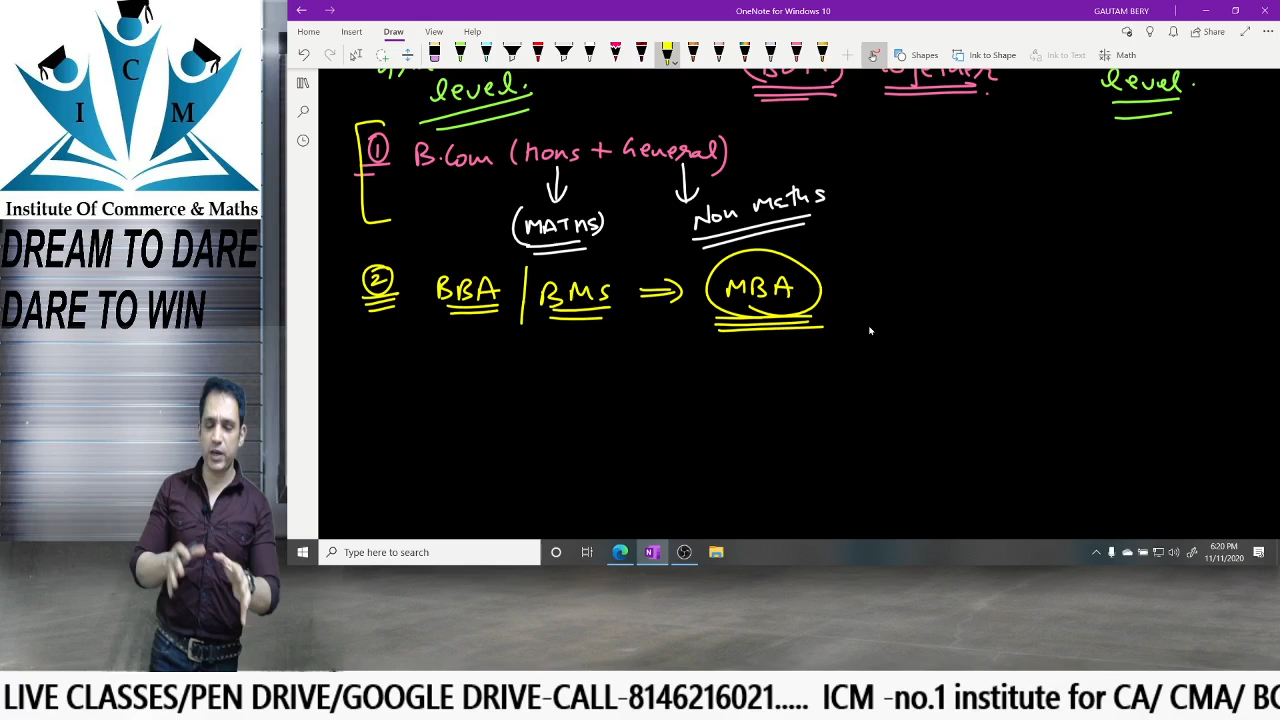 OneNote for Windows 10
GAUTAM BERY
Home Insert Draw View Help
Share
Shapes Ink to Shape Ink to Text Math
level.
together.
level.
1 B.Com (Hons + General)
(MATHS) Non maths
2 BBA | BMS ⇒ MBA
I C M
Institute Of Commerce & Maths
DREAM TO DARE
DARE TO WIN
Type here to search
6:20 PM
11/11/2020
LIVE CLASSES/PEN DRIVE/GOOGLE DRIVE-CALL-8146216021..... ICM -no.1 institute for CA/ CMA/ BC